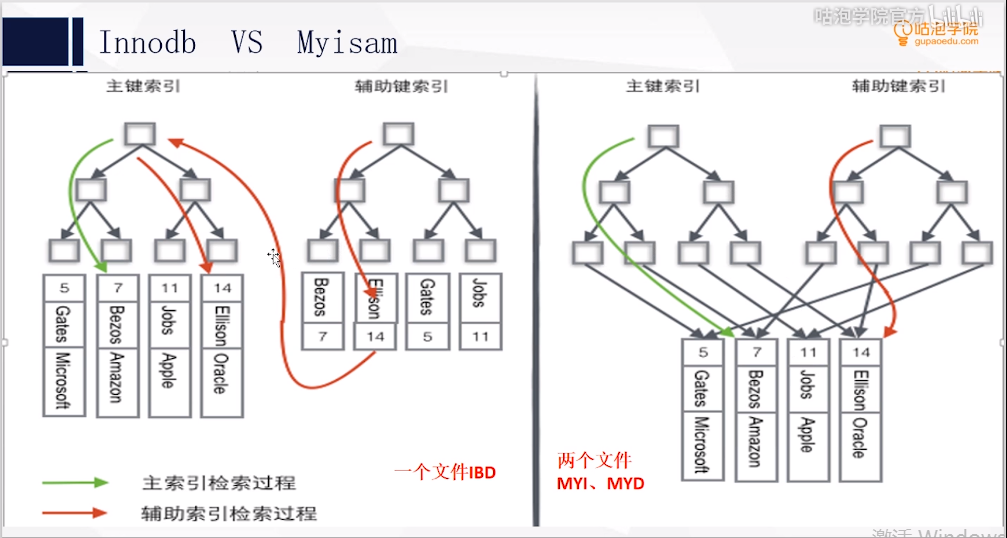 咕泡学院官方
bilibili
Innodb VS Myisam
咕泡学院
gupaoedu.com
主键索引
辅助键索引
主键索引
辅助键索引
5 Gates Microsoft
7 Bezos Amazon
11 Jobs Apple
14 Ellison Oracle
Bezos 7
Ellison 14
Gates 5
Jobs 11
5 Gates Microsoft
7 Bezos Amazon
11 Jobs Apple
14 Ellison Oracle
一个文件IBD
两个文件
MYI、MYD
主索引检索过程
辅助索引检索过程
激活 Windows